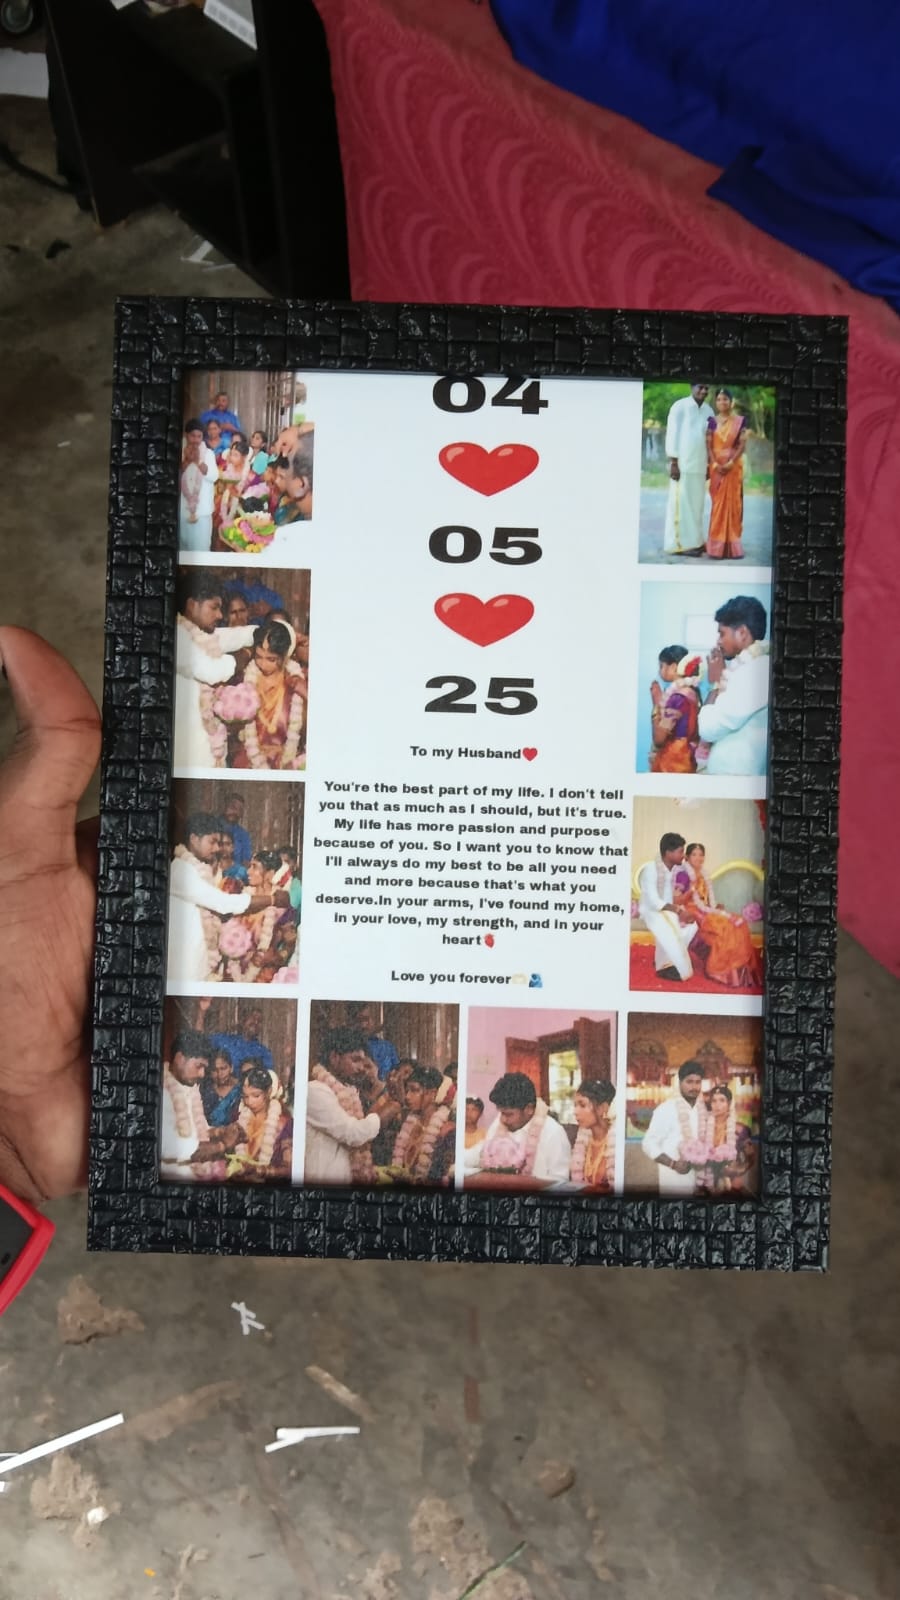 04
❤️
05
❤️
25
To my Husband❤️
You're the best part of my life. I don't tell
you that as much as I should, but it's true.
My life has more passion and purpose
because of you. So I want you to know that
I'll always do my best to be all you need
and more because that's what you
deserve.In your arms, I've found my home,
in your love, my strength, and in your
heart🍓
Love you forever🫶🏻🫂